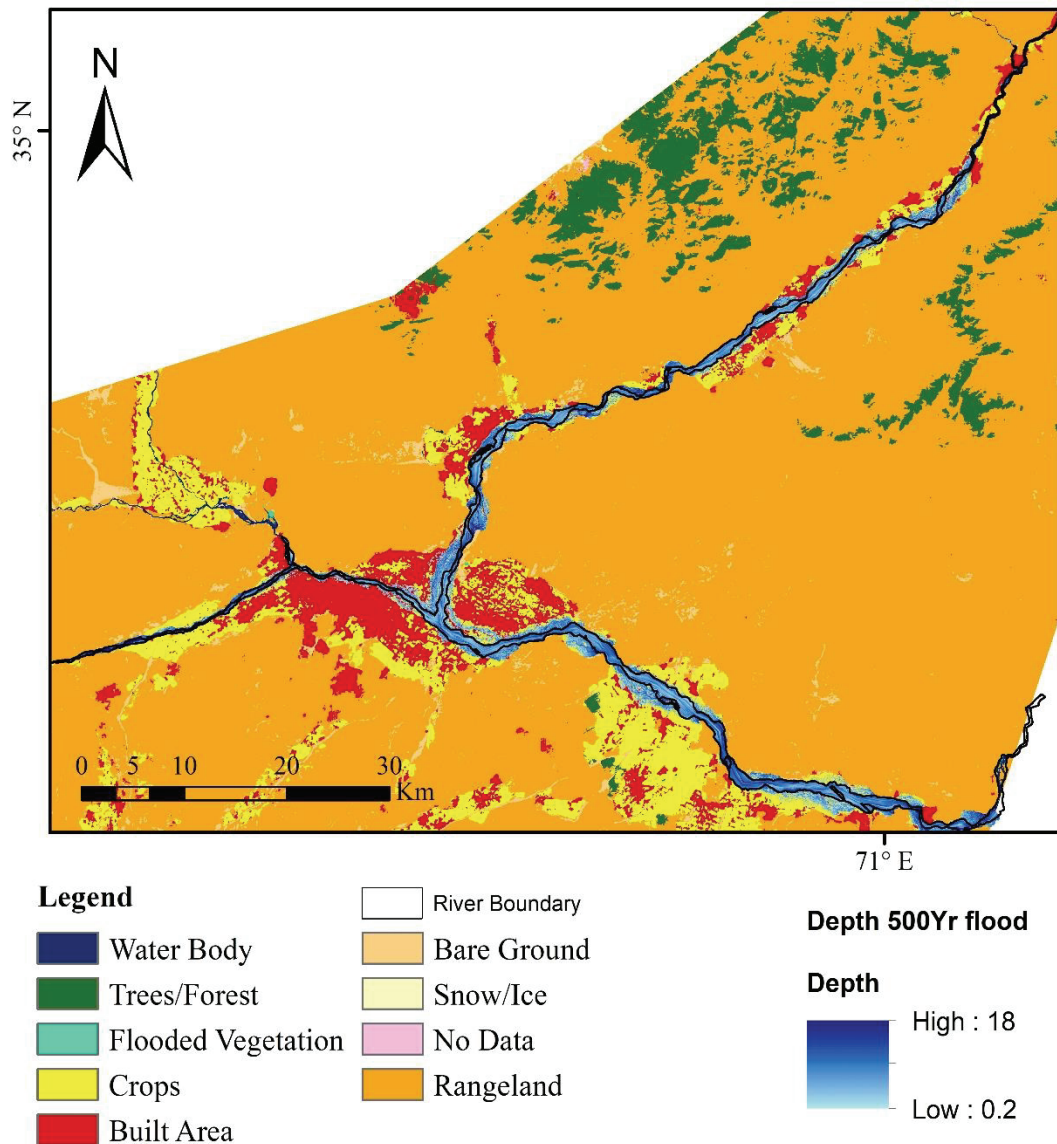 N
35° N
0 5 10 20 30
Km
71° E
Legend
Water Body
Trees/Forest
Flooded Vegetation
Crops
Built Area
River Boundary
Bare Ground
Snow/Ice
No Data
Rangeland
Depth 500Yr flood
Depth
High : 18
Low : 0.2